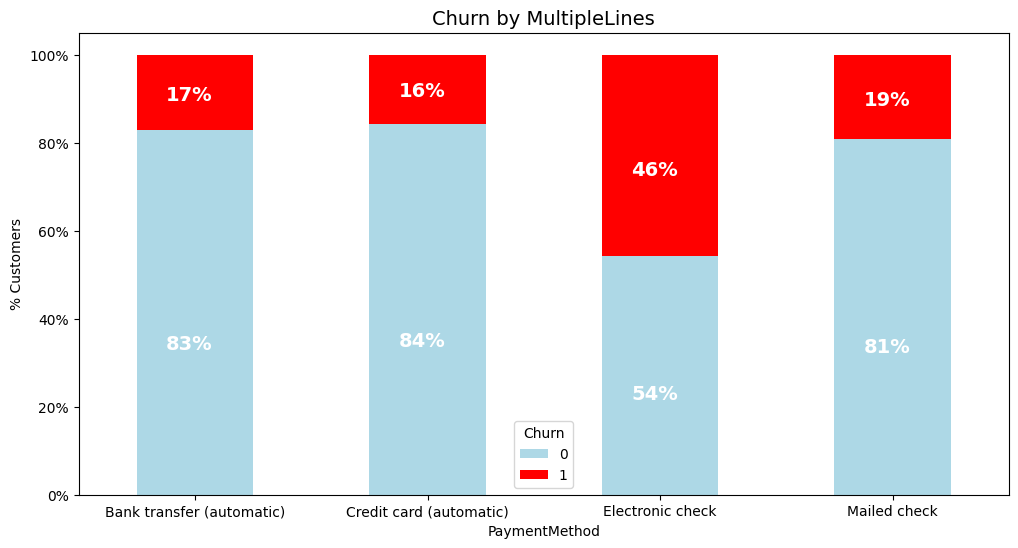 Churn by MultipleLines
% Customers
100%
80%
60%
40%
20%
0%
17%
16%
46%
19%
83%
84%
54%
81%
Churn
0
1
Bank transfer (automatic)
Credit card (automatic)
Electronic check
Mailed check
PaymentMethod